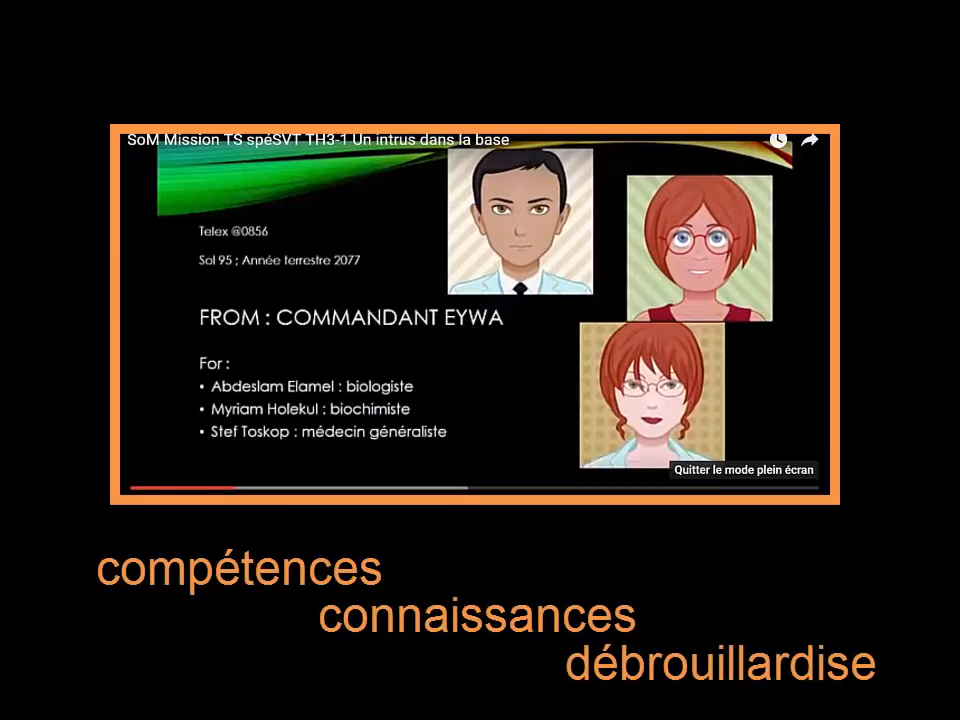 SoM Mission TS spéSVT TH3-1 Un intrus dans la base
Telex @0856
Sol 95 ; Année terrestre 2077
FROM : COMMANDANT EYWA
For :
• Abdeslam Elamel : biologiste
• Myriam Holekul : biochimiste
• Stef Toskop : médecin généraliste
Quitter le mode plein écran
compétences
connaissances
débrouillardise